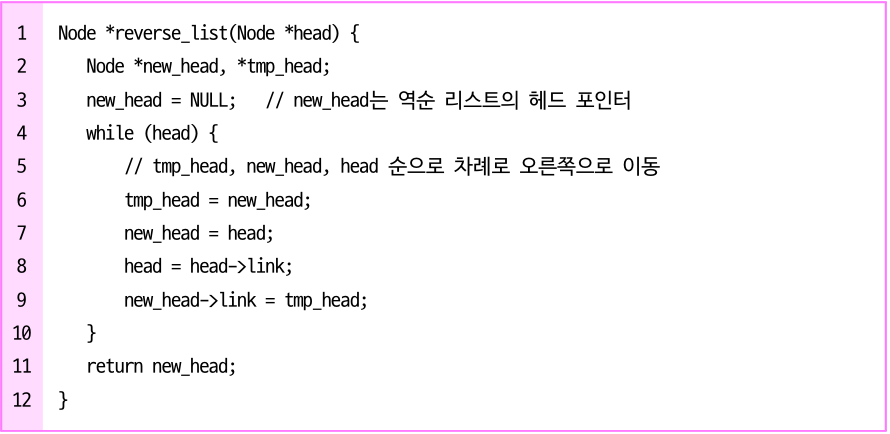 1 Node *reverse_list(Node *head) {
2 Node *new_head, *tmp_head;
3 new_head = NULL; // new_head는 역순 리스트의 헤드 포인터
4 while (head) {
5 // tmp_head, new_head, head 순으로 차례로 오른쪽으로 이동
6 tmp_head = new_head;
7 new_head = head;
8 head = head->link;
9 new_head->link = tmp_head;
10 }
11 return new_head;
12 }